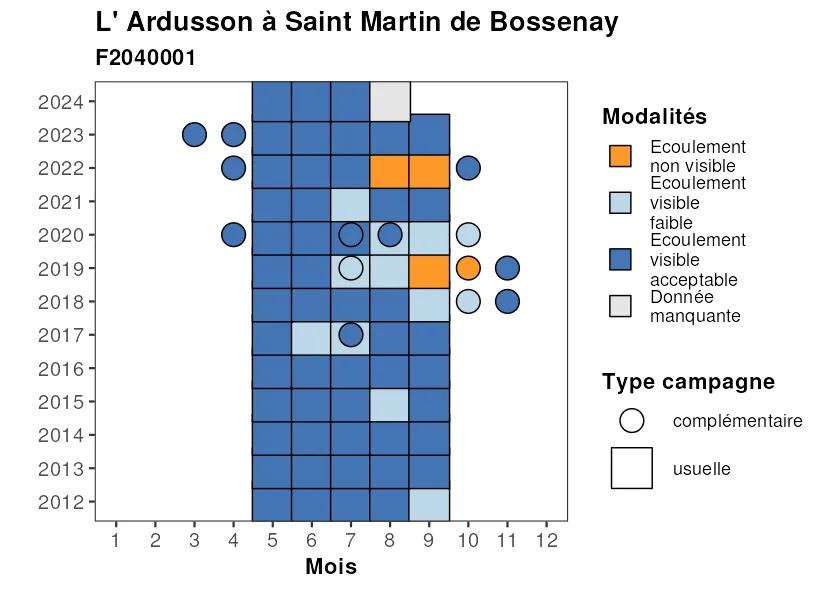 L' Ardusson à Saint Martin de Bossenay
F2040001
2024
2023
2022
2021
2020
2019
2018
2017
2016
2015
2014
2013
2012
1 2 3 4 5 6 7 8 9 10 11 12
Mois
Modalités
Ecoulement
non visible
Ecoulement
visible
faible
Ecoulement
visible
acceptable
Donnée
manquante
Type campagne
complémentaire
usuelle